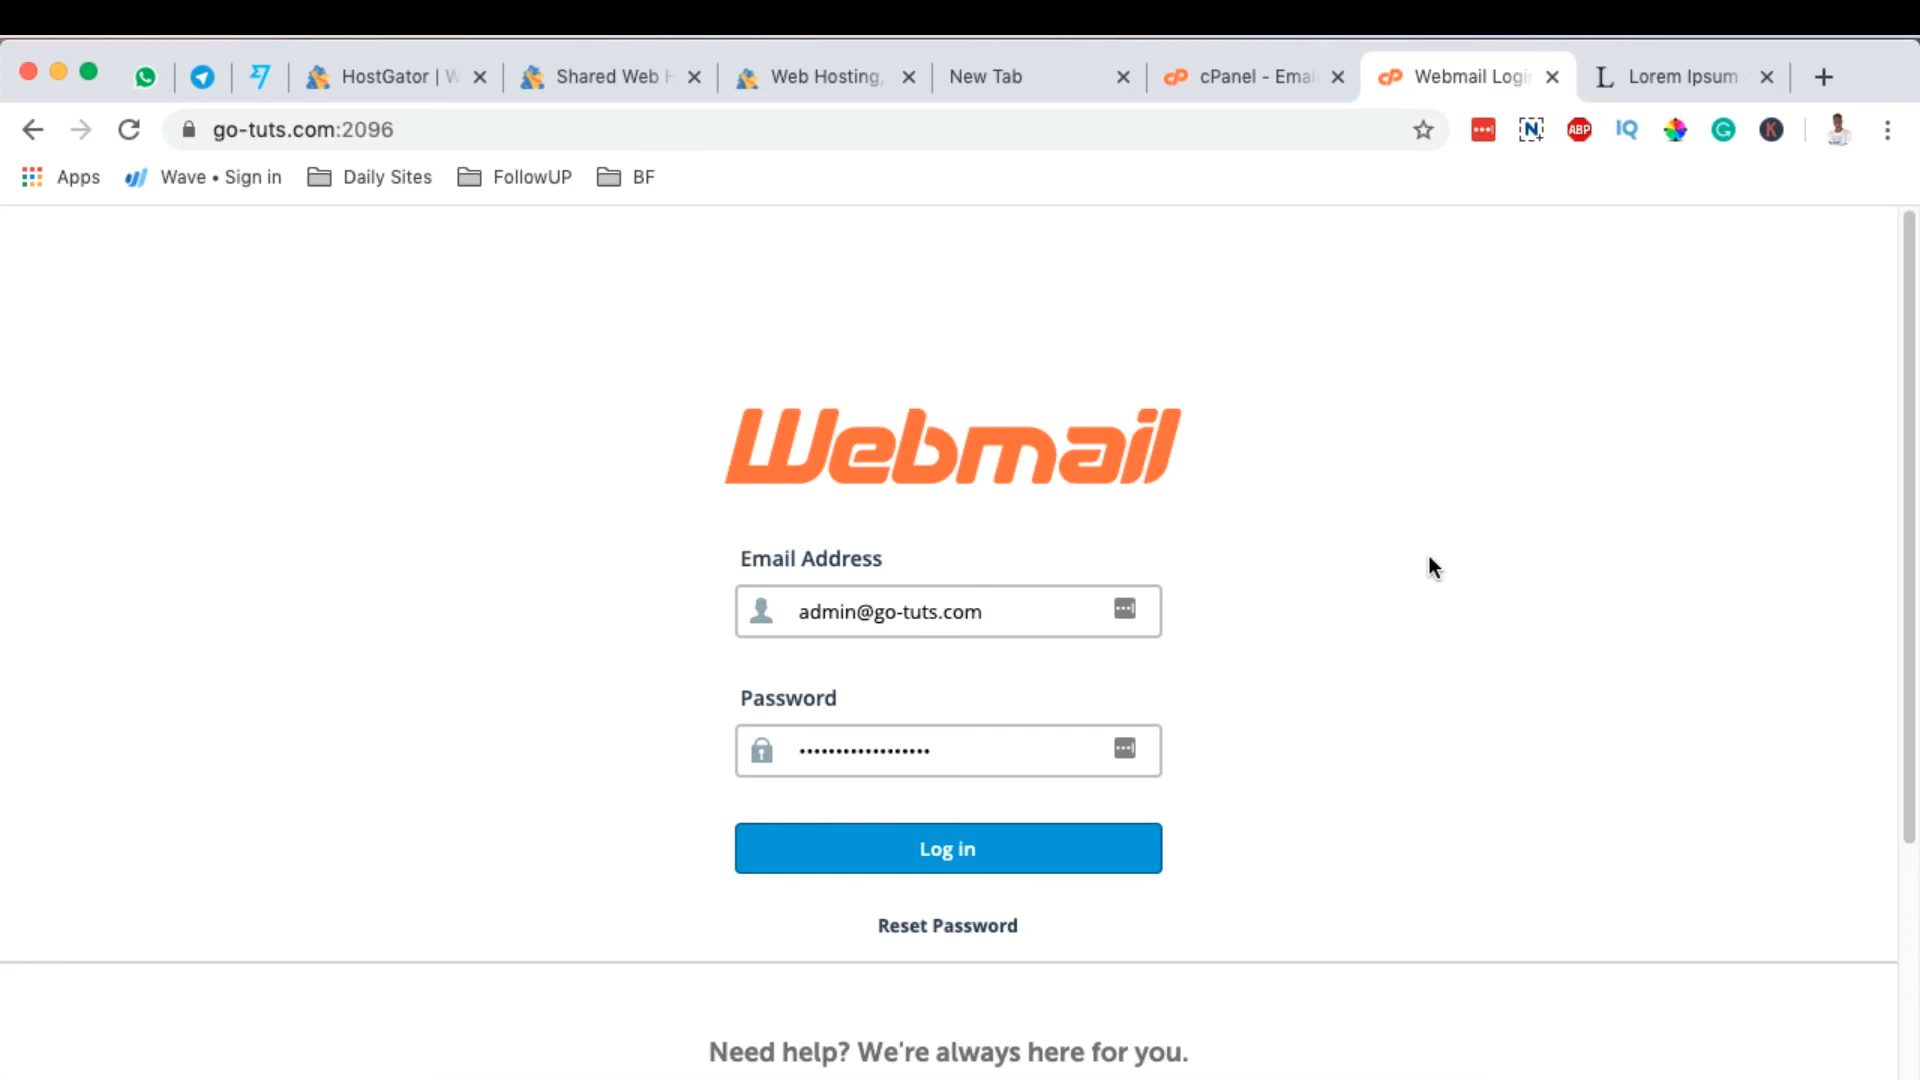 HostGator | W
Shared Web H
Web Hosting,
New Tab
cPanel - Emai
Webmail Logi
Lorem Ipsum
go-tuts.com:2096
ABP
IQ
Apps
Wave • Sign in
Daily Sites
FollowUP
BF
Webmail
Email Address
admin@go-tuts.com
Password
••••••••••••••••••
Log in
Reset Password
Need help? We're always here for you.